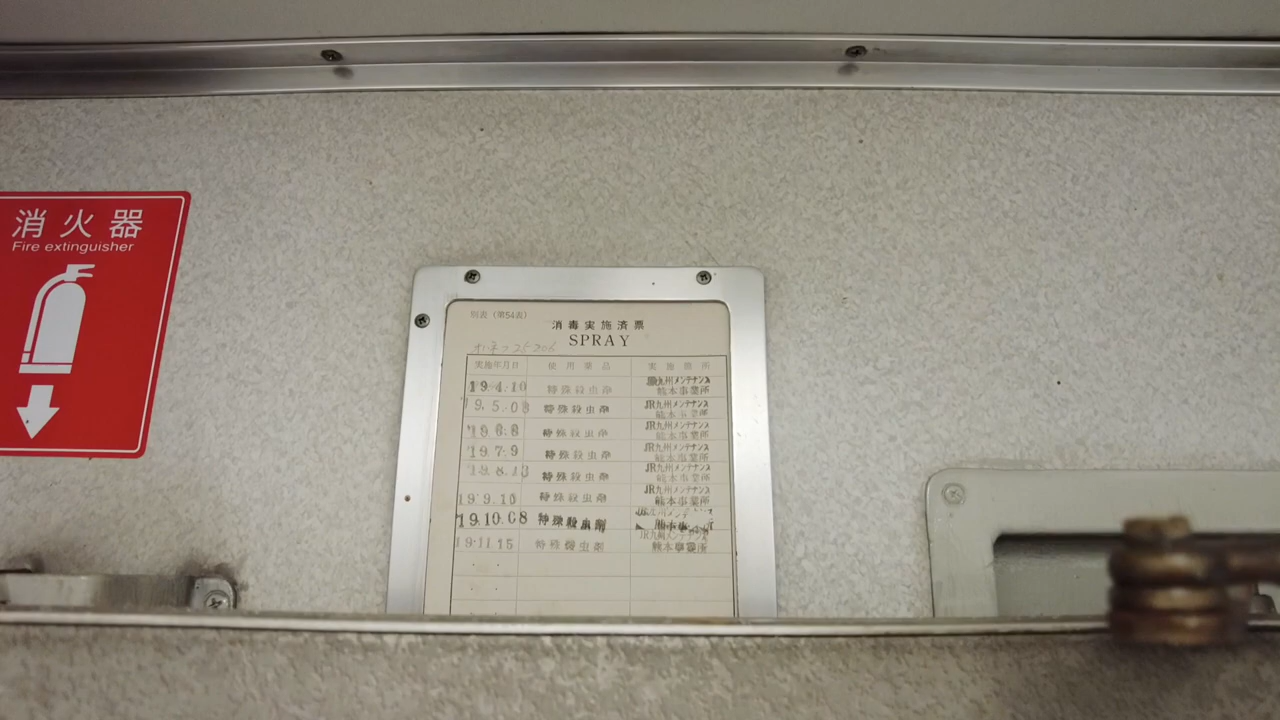 消火器
Fire extinguisher
別表（第54表）
消毒実施済票
SPRAY
実施年月日 使用薬品 実施箇所
19.4.10 特殊殺虫剤 JR九州メンテナンス
熊本事業所
19.5.08 特殊殺虫剤 JR九州メンテナンス
熊本事業所
19.6.8 特殊殺虫剤 JR九州メンテナンス
熊本事業所
19.7.9 特殊殺虫剤 JR九州メンテナンス
熊本事業所
19.8.13 特殊殺虫剤 JR九州メンテナンス
熊本事業所
19.9.10 特殊殺虫剤 JR九州メンテナンス
熊本事業所
19.10.08 特殊殺虫剤
19.11.15 特殊殺虫剤 JR九州メンテナンス
熊本事業所